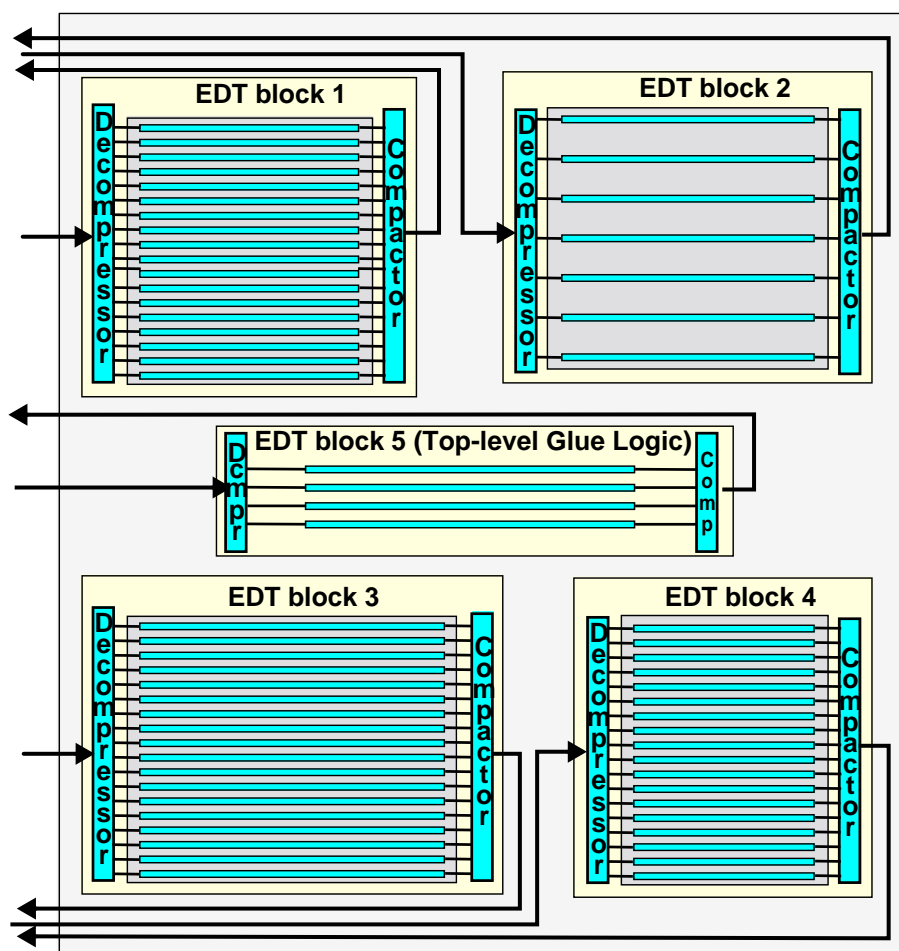 EDT block 1
Decompressor
Compactor
EDT block 2
Decompressor
Compactor
EDT block 5 (Top-level Glue Logic)
Dcmpr
Comp
EDT block 3
Decompressor
Compactor
EDT block 4
Decompressor
Compactor